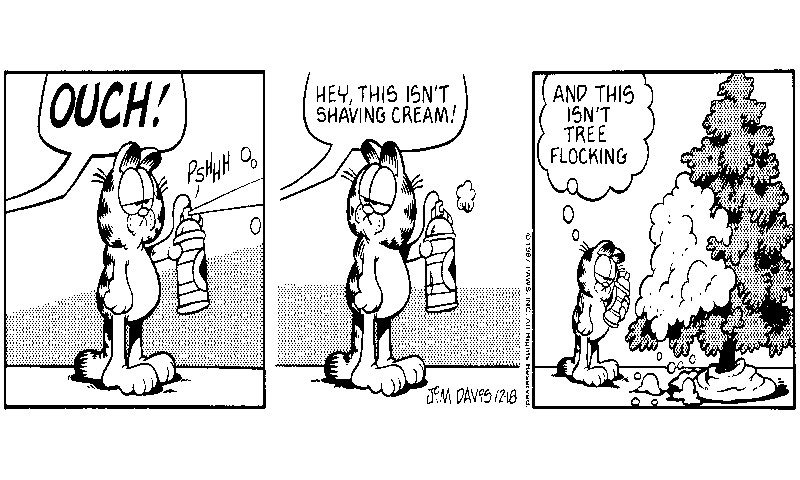 OUCH!
PSHHH
HEY, THIS ISN'T
SHAVING CREAM!
JIM DAVIS 12·18
AND THIS
ISN'T
TREE
FLOCKING